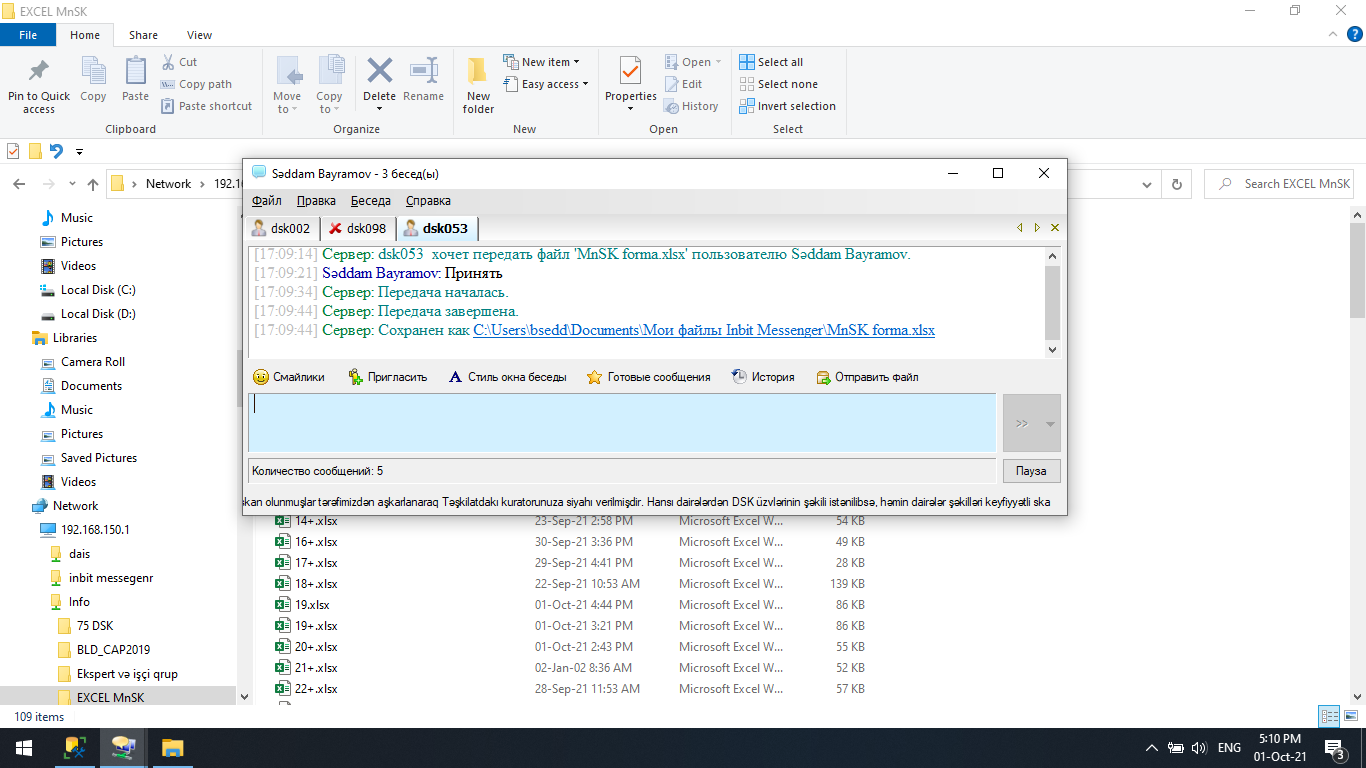 EXCEL MnSK
File Home Share View
Pin to Quick access
Copy
Paste
Cut
Copy path
Paste shortcut
Clipboard
Move to
Copy to
Delete
Rename
Organize
New folder
New item
Easy access
New
Properties
Open
Edit
History
Open
Select all
Select none
Invert selection
Select
Network
192.16
Search EXCEL MnSK
Music
Pictures
Videos
Local Disk (C:)
Local Disk (D:)
Libraries
Camera Roll
Documents
Music
Pictures
Saved Pictures
Videos
Network
192.168.150.1
dais
inbit messegenr
Info
75 DSK
BLD_CAP2019
Ekspert və işçi qrup
EXCEL MnSK
Səddam Bayramov - 3 бесед(ы)
Файл Правка Беседа Справка
dsk002 dsk098 dsk053
[17:09:14] Сервер: dsk053 хочет передать файл 'MnSK forma.xlsx' пользователю Səddam Bayramov.
[17:09:21] Səddam Bayramov: Принять
[17:09:34] Сервер: Передача началась.
[17:09:44] Сервер: Передача завершена.
[17:09:44] Сервер: Сохранен как C:\Users\bsedd\Documents\Мои файлы Inbit Messenger\MnSK forma.xlsx
Смайлики Пригласить Стиль окна беседы Готовые сообщения История Отправить файл
>>
Количество сообщений: 5
Пауза
skan olunmuşlar tərəfimizdən aşkarlanaraq Təşkilatdakı kuratorunuza siyahı verilmişdir. Hansı dairələrdən DSK üzvlərinin şəkili istənilibsə, həmin dairələr şəkilləri keyfiyyətli ska
14+.xlsx 23-Sep-21 2:58 PM Microsoft Excel W... 54 KB
16+.xlsx 30-Sep-21 3:36 PM Microsoft Excel W... 49 KB
17+.xlsx 29-Sep-21 4:41 PM Microsoft Excel W... 28 KB
18+.xlsx 22-Sep-21 10:53 AM Microsoft Excel W... 139 KB
19.xlsx 01-Oct-21 4:44 PM Microsoft Excel W... 86 KB
19+.xlsx 01-Oct-21 3:21 PM Microsoft Excel W... 86 KB
20+.xlsx 01-Oct-21 2:43 PM Microsoft Excel W... 55 KB
21+.xlsx 02-Jan-02 8:36 AM Microsoft Excel W... 52 KB
22+.xlsx 28-Sep-21 11:53 AM Microsoft Excel W... 57 KB
109 items
ENG
5:10 PM
01-Oct-21
3